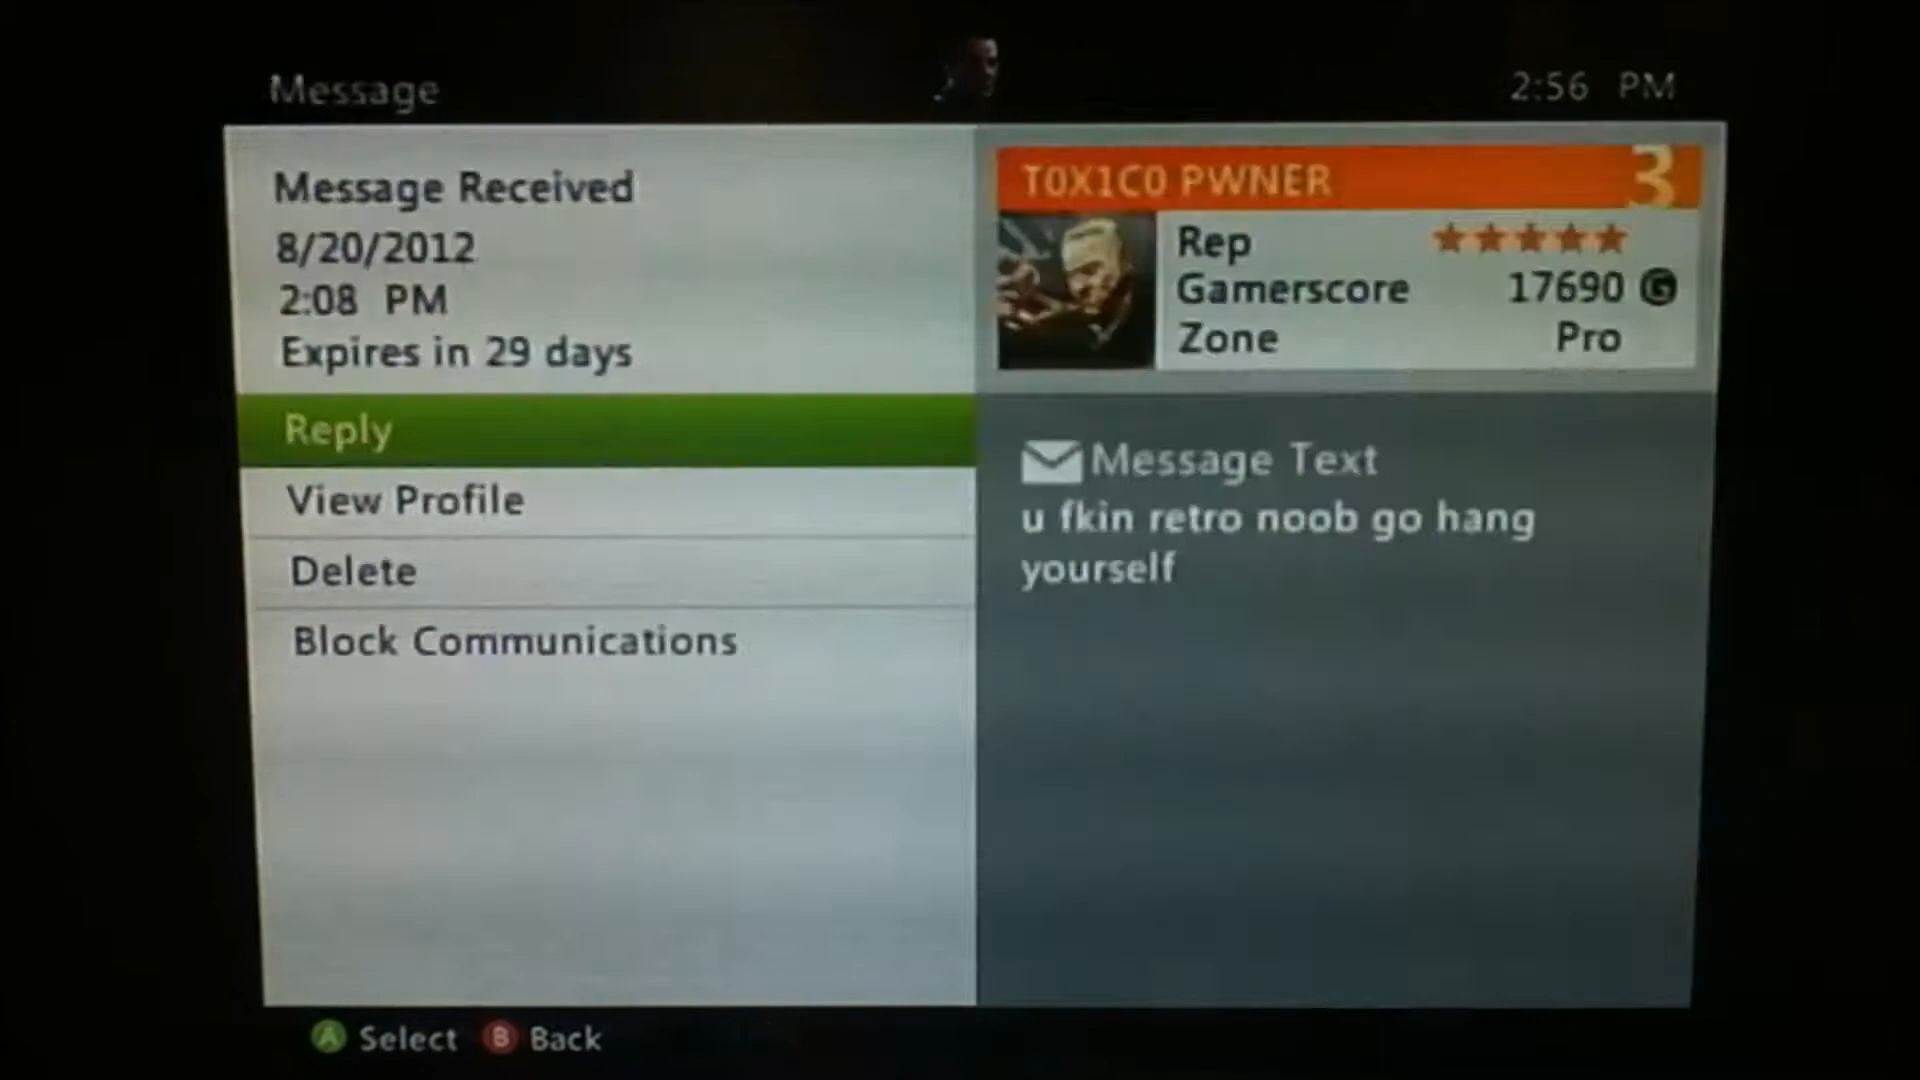 Message
2:56 PM
Message Received
8/20/2012
2:08 PM
Expires in 29 days
Reply
View Profile
Delete
Block Communications
T0X1C0 PWNER 3
Rep
Gamerscore 17690 G
Zone Pro
Message Text
u fkin retro noob go hang
yourself
A Select B Back